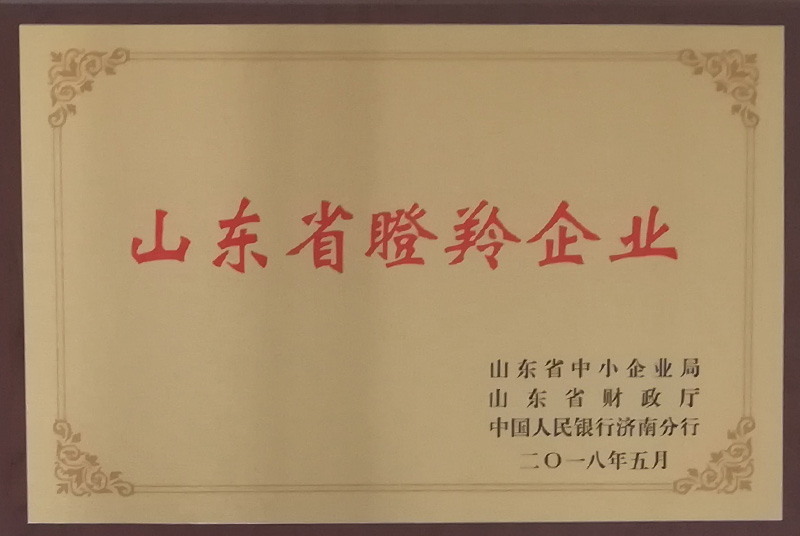 山东省瞪羚企业
山东省中小企业局
山东省财政厅
中国人民银行济南分行
二〇一八年五月